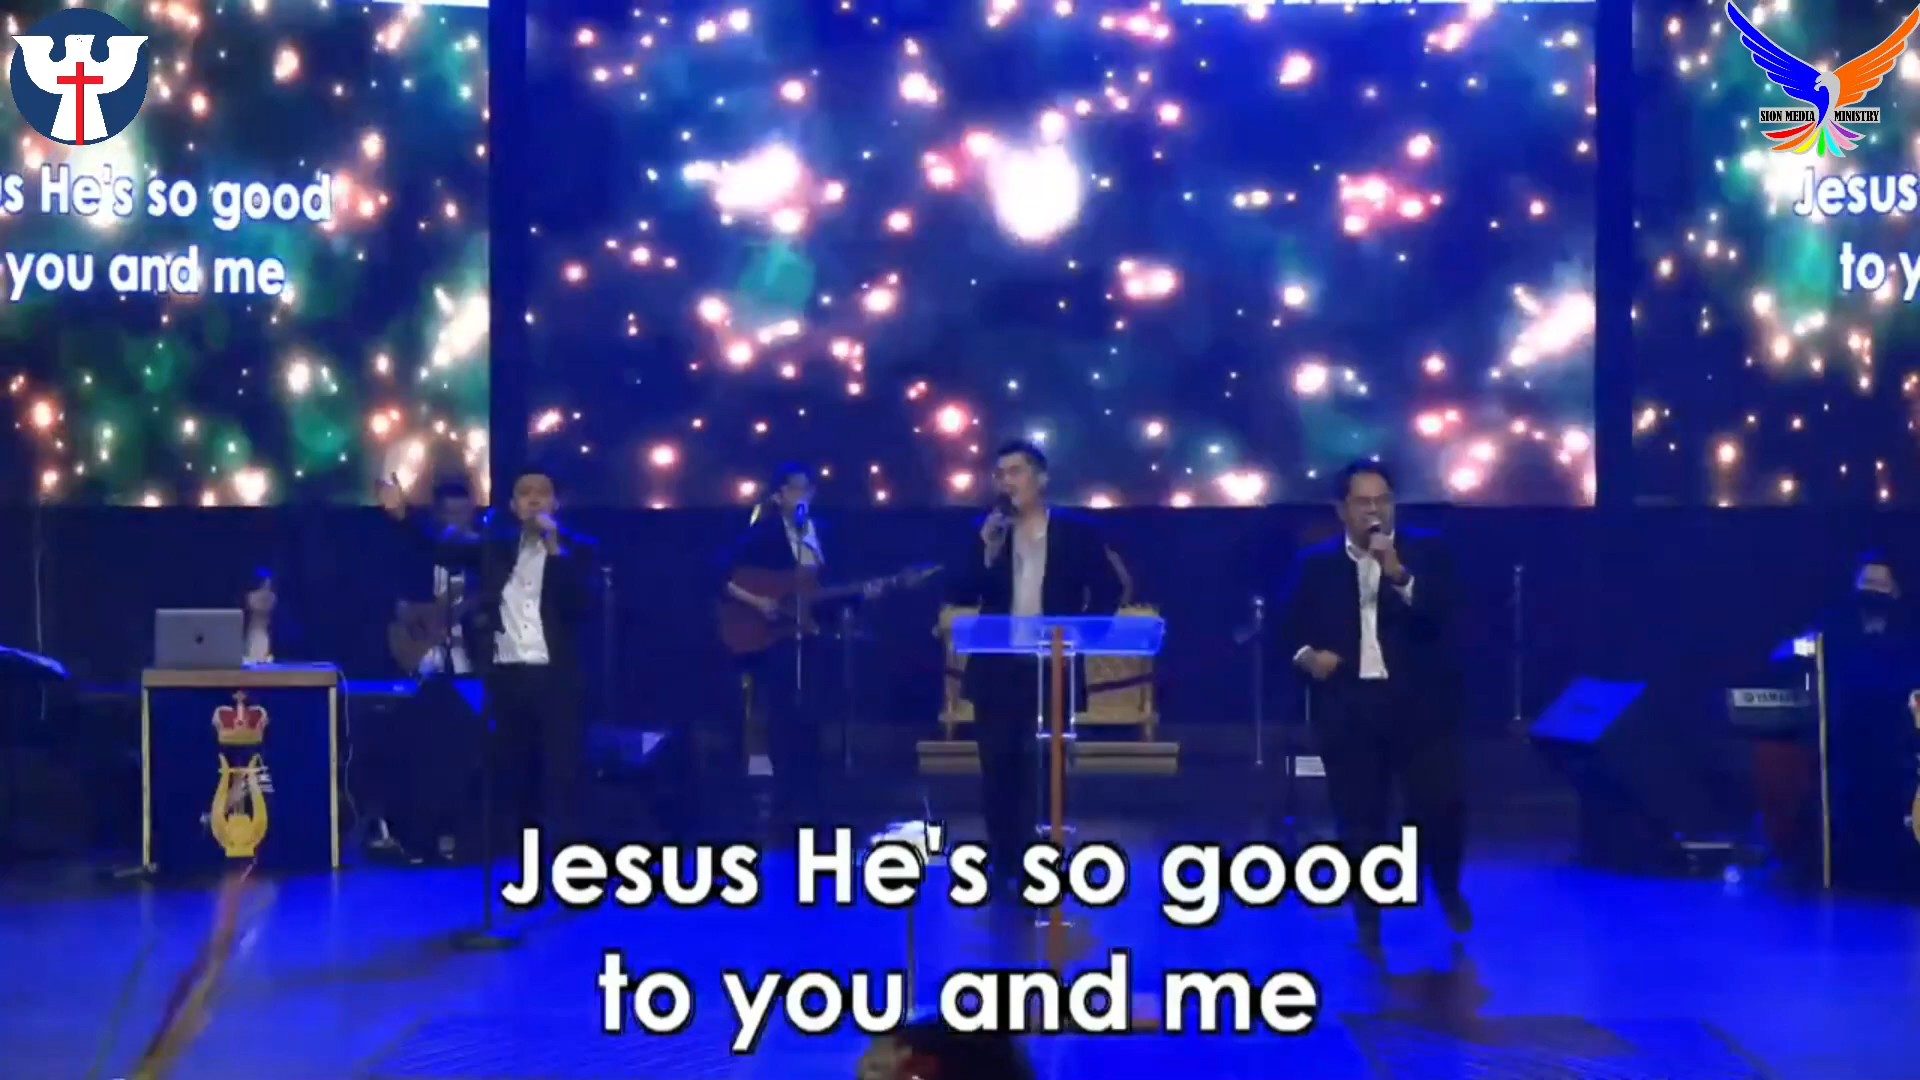 SION MEDIA MINISTRY
s He's so good
you and me
Jesus
to y
YAMAHA
Jesus He's so good
to you and me